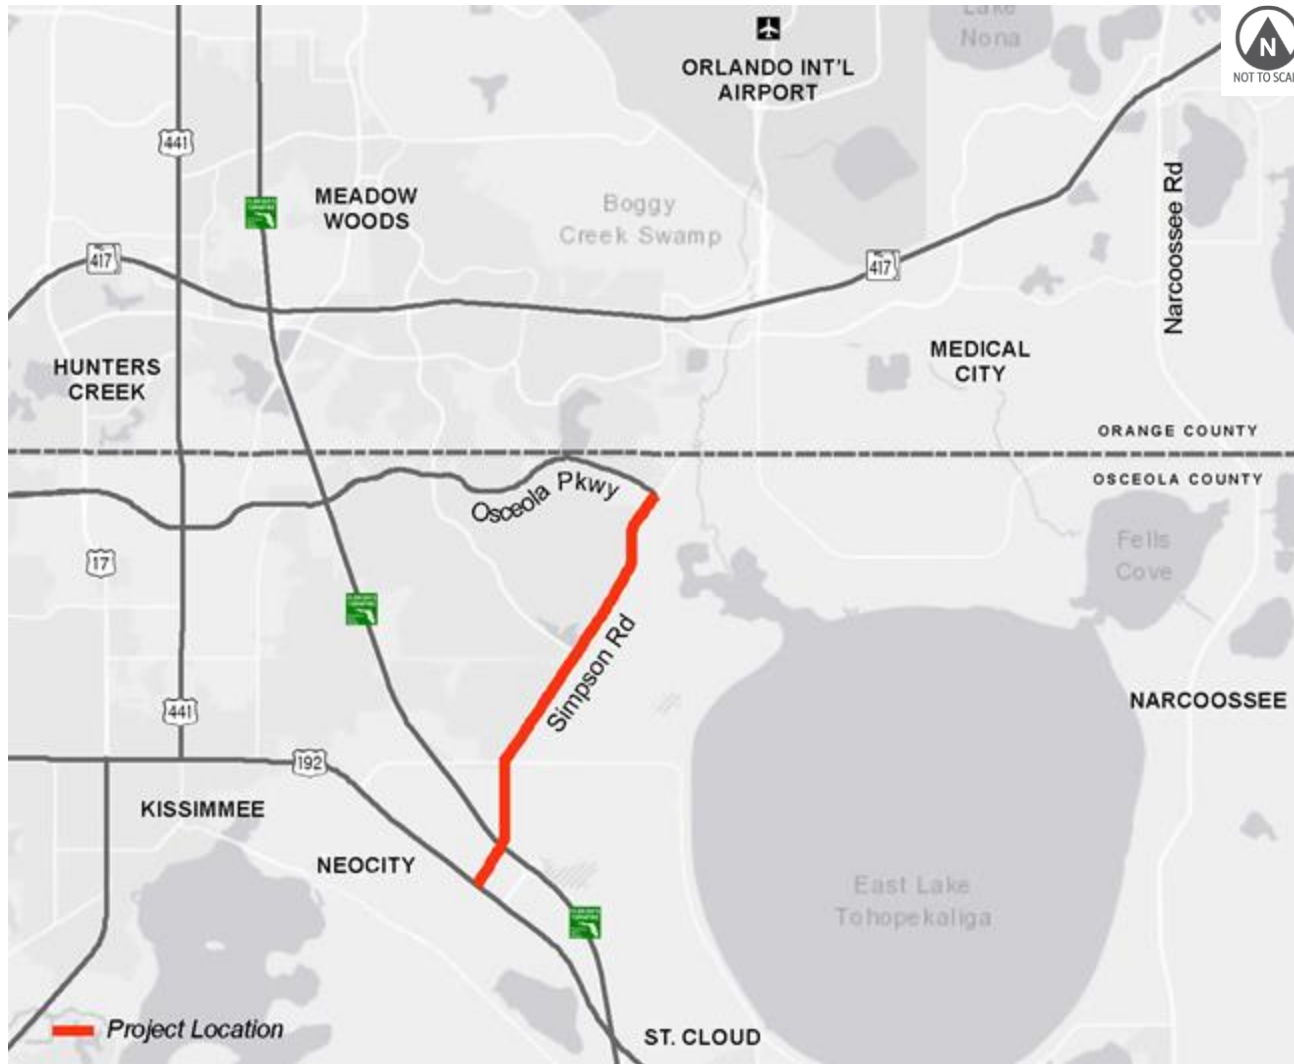 Lake
Nona
N
NOT TO SCAL
ORLANDO INT'L
AIRPORT
441
MEADOW
WOODS
Boggy
Creek Swamp
Narcoossee Rd
417
417
HUNTERS
CREEK
MEDICAL
CITY
ORANGE COUNTY
OSCEOLA COUNTY
Osceola Pkwy
17
Fells
Cove
Simpson Rd
441
NARCOOSSEE
192
KISSIMMEE
NEOCITY
East Lake
Tohopekaliga
Project Location
ST. CLOUD